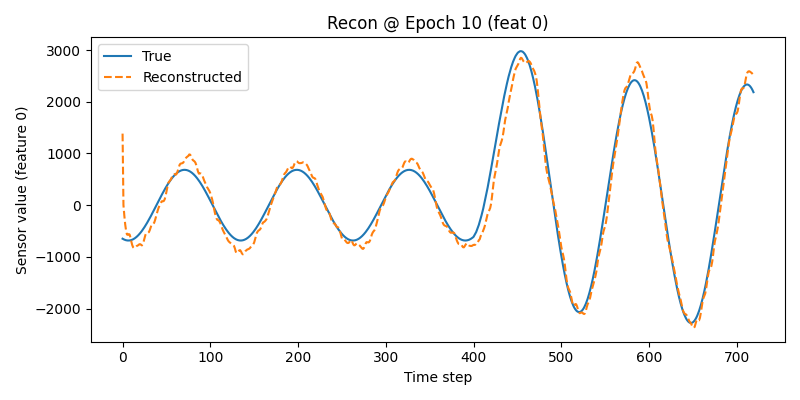 Recon @ Epoch 10 (feat 0)
True
Reconstructed
3000
2000
1000
0
−1000
−2000
Sensor value (feature 0)
0 100 200 300 400 500 600 700
Time step